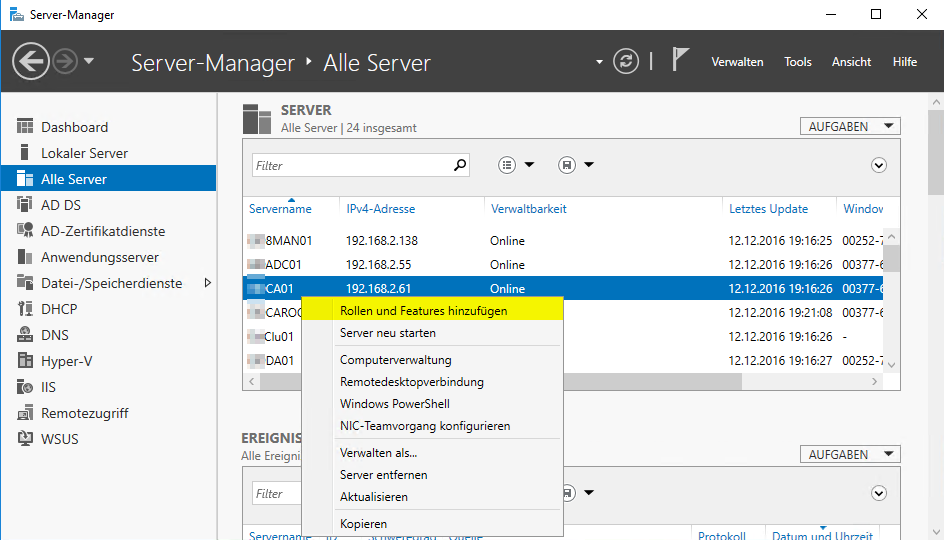 Server-Manager
Server-Manager ‣ Alle Server
Verwalten Tools Ansicht Hilfe
Dashboard
Lokaler Server
Alle Server
AD DS
AD-Zertifikatdienste
Anwendungsserver
Datei-/Speicherdienste
DHCP
DNS
Hyper-V
IIS
Remotezugriff
WSUS
SERVER
Alle Server | 24 insgesamt
AUFGABEN
Filter
Servername IPv4-Adresse Verwaltbarkeit Letztes Update Window
8MAN01 192.168.2.138 Online 12.12.2016 19:16:25 00252-7
ADC01 192.168.2.55 Online 12.12.2016 19:16:26 00377-6
CA01 192.168.2.61 Online 12.12.2016 19:16:26 00377-6
CAROC 12.12.2016 19:21:08 00377-6
Clu01 12.12.2016 19:16:26 -
DA01 12.12.2016 19:16:27 00252-7
Rollen und Features hinzufügen
Server neu starten
Computerverwaltung
Remotedesktopverbindung
Windows PowerShell
NIC-Teamvorgang konfigurieren
Verwalten als...
Server entfernen
Aktualisieren
Kopieren
EREIGNIS
Alle Ereigni
AUFGABEN
Filter
Servername ID Schweregrad Quelle Protokoll Datum und Uhrzeit